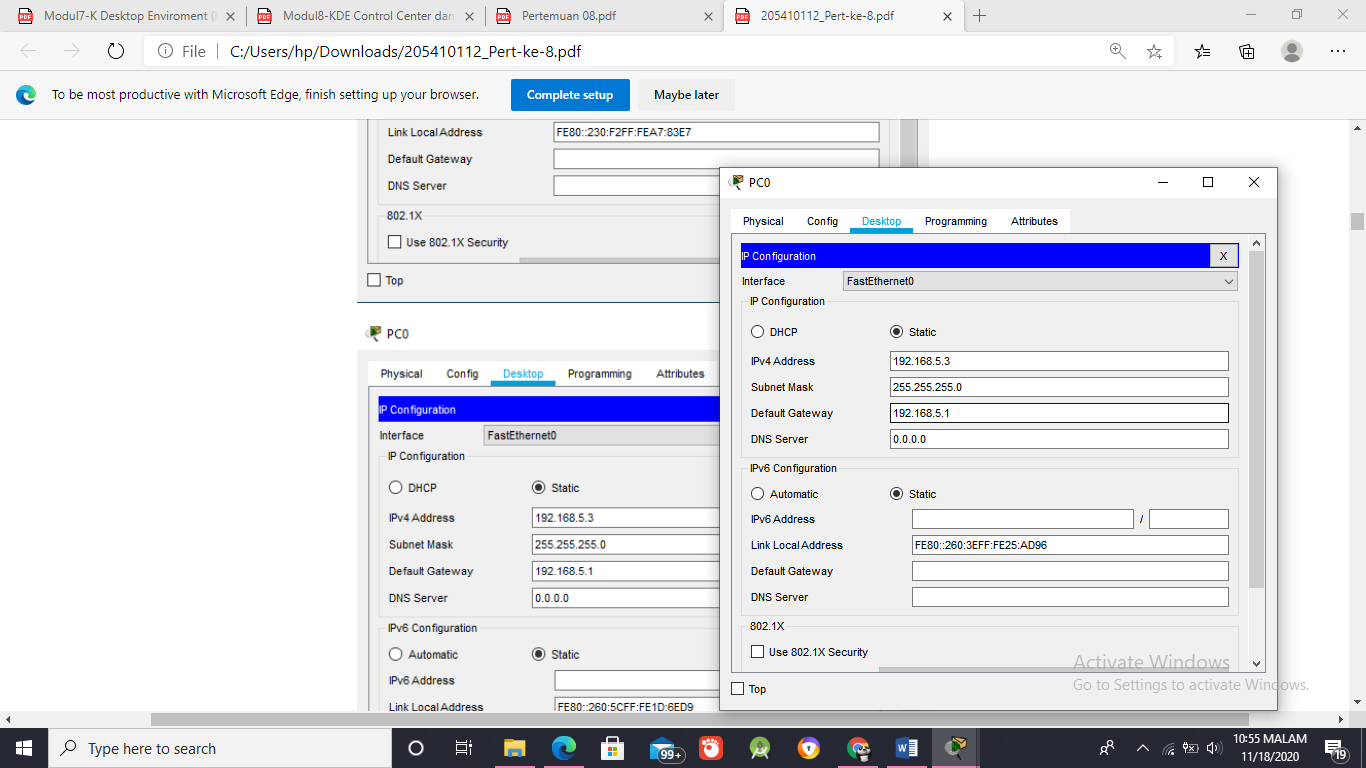 Modul7-K Desktop Enviroment (
Modul8-KDE Control Center dan
Pertemuan 08.pdf
205410112_Pert-ke-8.pdf
File C:/Users/hp/Downloads/205410112_Pert-ke-8.pdf
To be most productive with Microsoft Edge, finish setting up your browser.
Complete setup
Maybe later
Link Local Address FE80::230:F2FF:FEA7:83E7
Default Gateway
DNS Server
802.1X
Use 802.1X Security
Top
PC0
Physical Config Desktop Programming Attributes
IP Configuration
Interface FastEthernet0
IP Configuration
DHCP Static
IPv4 Address 192.168.5.3
Subnet Mask 255.255.255.0
Default Gateway 192.168.5.1
DNS Server 0.0.0.0
IPv6 Configuration
Automatic Static
IPv6 Address
Link Local Address FE80::260:5CFF:FE1D:6ED9
PC0
Physical Config Desktop Programming Attributes
IP Configuration X
Interface FastEthernet0
IP Configuration
DHCP Static
IPv4 Address 192.168.5.3
Subnet Mask 255.255.255.0
Default Gateway 192.168.5.1
DNS Server 0.0.0.0
IPv6 Configuration
Automatic Static
IPv6 Address /
Link Local Address FE80::260:3EFF:FE25:AD96
Default Gateway
DNS Server
802.1X
Use 802.1X Security
Top
Activate Windows
Go to Settings to activate Windows.
Type here to search
99+
10:55 MALAM
11/18/2020
19